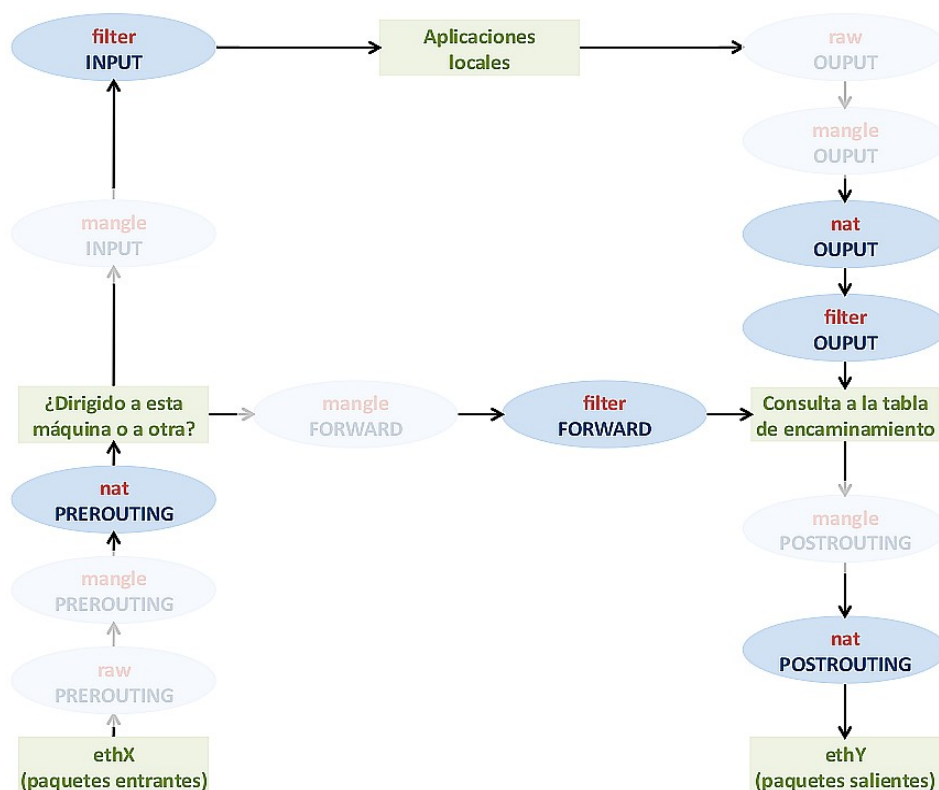 filter
INPUT
Aplicaciones
locales
raw
OUPUT
mangle
OUPUT
mangle
INPUT
nat
OUPUT
filter
OUPUT
¿Dirigido a esta
máquina o a otra?
mangle
FORWARD
filter
FORWARD
Consulta a la tabla
de encaminamiento
nat
PREROUTING
mangle
POSTROUTING
mangle
PREROUTING
nat
POSTROUTING
raw
PREROUTING
ethX
(paquetes entrantes)
ethY
(paquetes salientes)